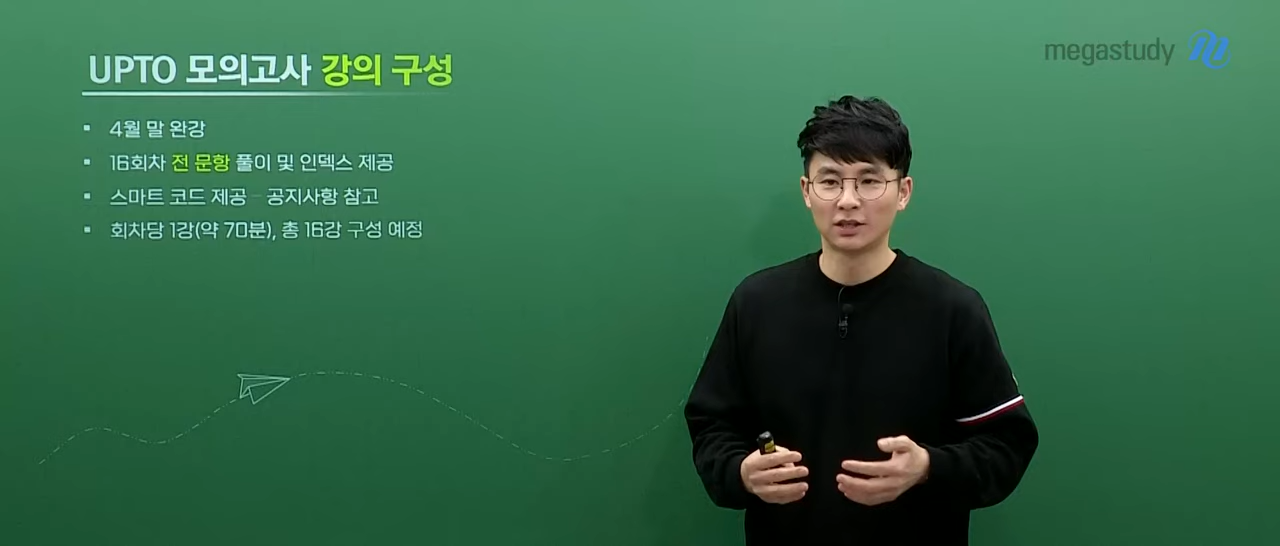 UPTO 모의고사 강의 구성
megastudy
▪ 4월 말 완강
▪ 16회차 전 문항 풀이 및 인덱스 제공
▪ 스마트 코드 제공 - 공지사항 참고
▪ 회차당 1강(약 70분), 총 16강 구성 예정